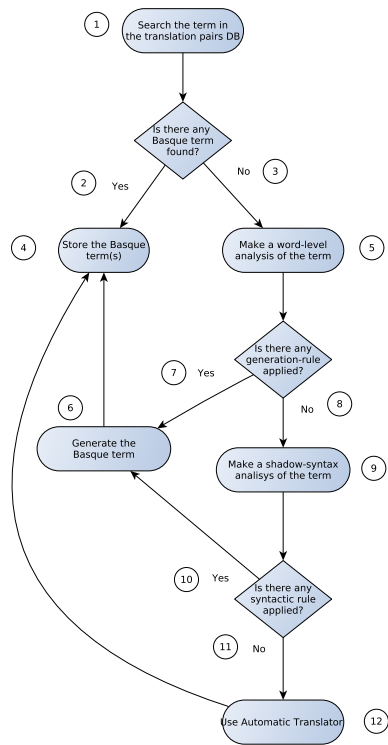 1
Search the term in
the translation pairs DB
Is there any
Basque term
found?
2
Yes
No
3
4
Store the Basque
term(s)
Make a word-level
analysis of the term
5
Is there any
generation-rule
applied?
7
Yes
6
No
8
Generate the
Basque term
Make a shadow-syntax
analisys of the term
9
10
Yes
Is there any
syntactic rule
applied?
11
No
Use Automatic Translator
12